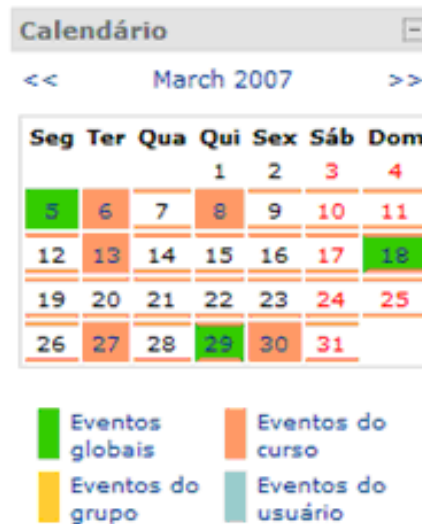 Calendário
<< March 2007 >>
Seg Ter Qua Qui Sex Sáb Dom
1 2 3 4
5 6 7 8 9 10 11
12 13 14 15 16 17 18
19 20 21 22 23 24 25
26 27 28 29 30 31
Eventos globais
Eventos do curso
Eventos do grupo
Eventos do usuário